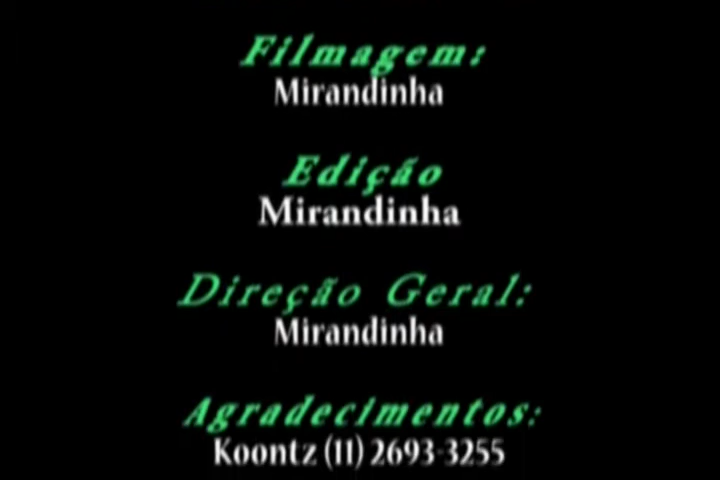 Filmagem:
Mirandinha
Edição
Mirandinha
Direção Geral:
Mirandinha
Agradecimentos:
Koontz (11) 2693-3255